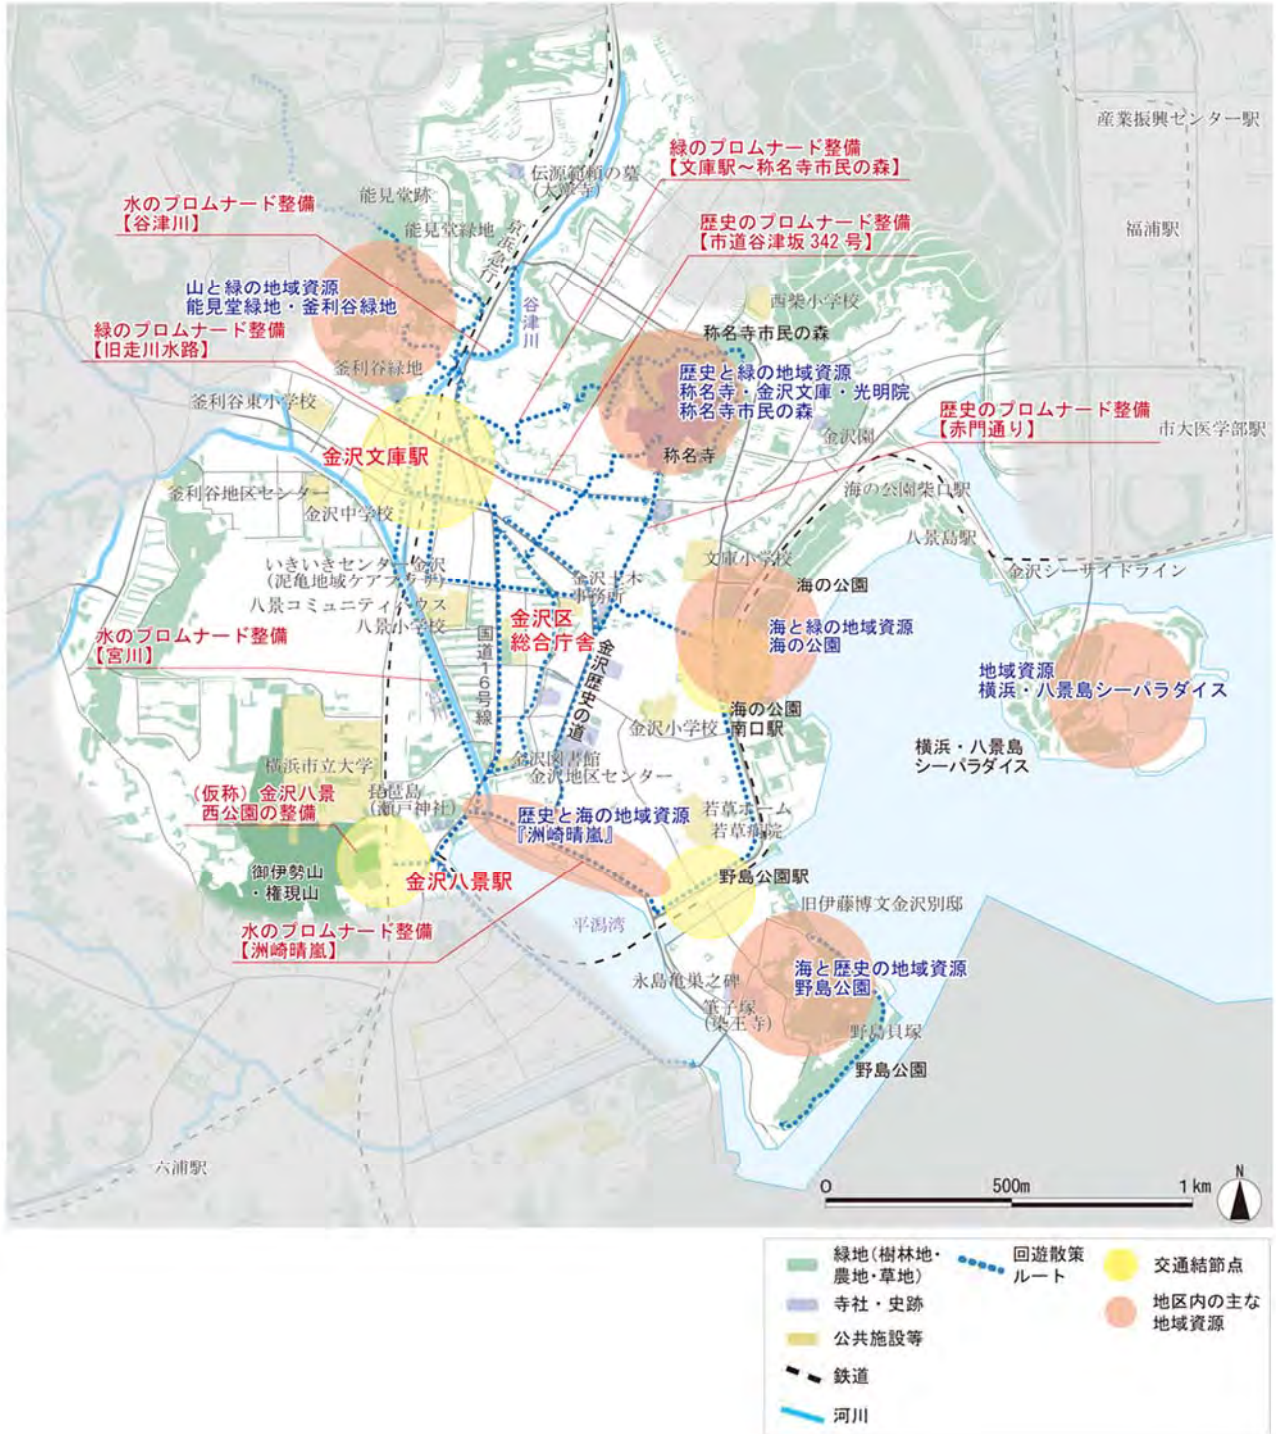 産業振興センター駅
緑のプロムナード整備
【文庫駅～称名寺市民の森】
伝源範頼の墓
(太寧寺)
能見堂跡
水のプロムナード整備
【谷津川】
歴史のプロムナード整備
【市道谷津坂342号】
能見堂緑地
京浜急行
福浦駅
山と緑の地域資源
能見堂緑地・釜利谷緑地
谷津川
西柴小学校
緑のプロムナード整備
【旧走川水路】
称名寺市民の森
釜利谷緑地
歴史と緑の地域資源
称名寺・金沢文庫・光明院
称名寺市民の森
釜利谷東小学校
歴史のプロムナード整備
【赤門通り】
市大医学部駅
金沢園
金沢文庫駅
称名寺
釜利谷地区センター
海の公園柴口駅
金沢中学校
八景島駅
文庫小学校
いきいきセンター金沢
(泥亀地域ケアプラザ)
金沢土木
事務所
金沢シーサイドライン
海の公園
八景コミュニティハウス
八景小学校
金沢区
総合庁舎
海と緑の地域資源
海の公園
水のプロムナード整備
【宮川】
国道16号線
金沢歴史の道
地域資源
横浜・八景島シーパラダイス
宮川
海の公園
南口駅
金沢小学校
横浜・八景島
シーパラダイス
金沢図書館
金沢地区センター
横浜市立大学
琵琶島
(瀬戸神社)
(仮称)金沢八景
西公園の整備
歴史と海の地域資源
『洲崎晴嵐』
若草ホーム
若草病院
御伊勢山
・権現山
金沢八景駅
野島公園駅
旧伊藤博文金沢別邸
水のプロムナード整備
【洲崎晴嵐】
平潟湾
海と歴史の地域資源
野島公園
永島亀巣之碑
筆子塚
(染王寺)
野島貝塚
野島公園
六浦駅
0
500m
1km
N
緑地(樹林地・
農地・草地)
回遊散策
ルート
交通結節点
寺社・史跡
地区内の主な
地域資源
公共施設等
鉄道
河川